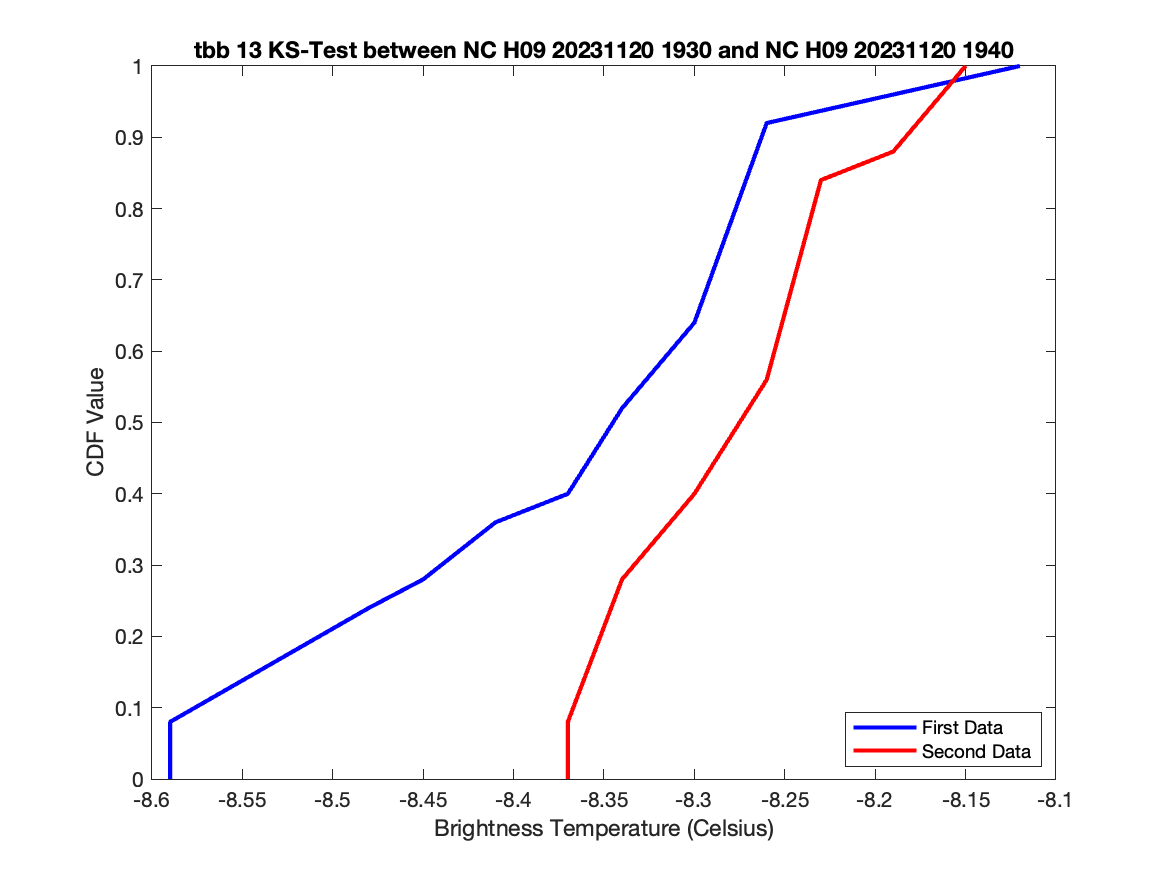 tbb 13 KS-Test between NC H09 20231120 1930 and NC H09 20231120 1940
1
0.9
0.8
0.7
0.6
0.5
0.4
0.3
0.2
0.1
0
CDF Value
-8.6 -8.55 -8.5 -8.45 -8.4 -8.35 -8.3 -8.25 -8.2 -8.15 -8.1
Brightness Temperature (Celsius)
First Data
Second Data